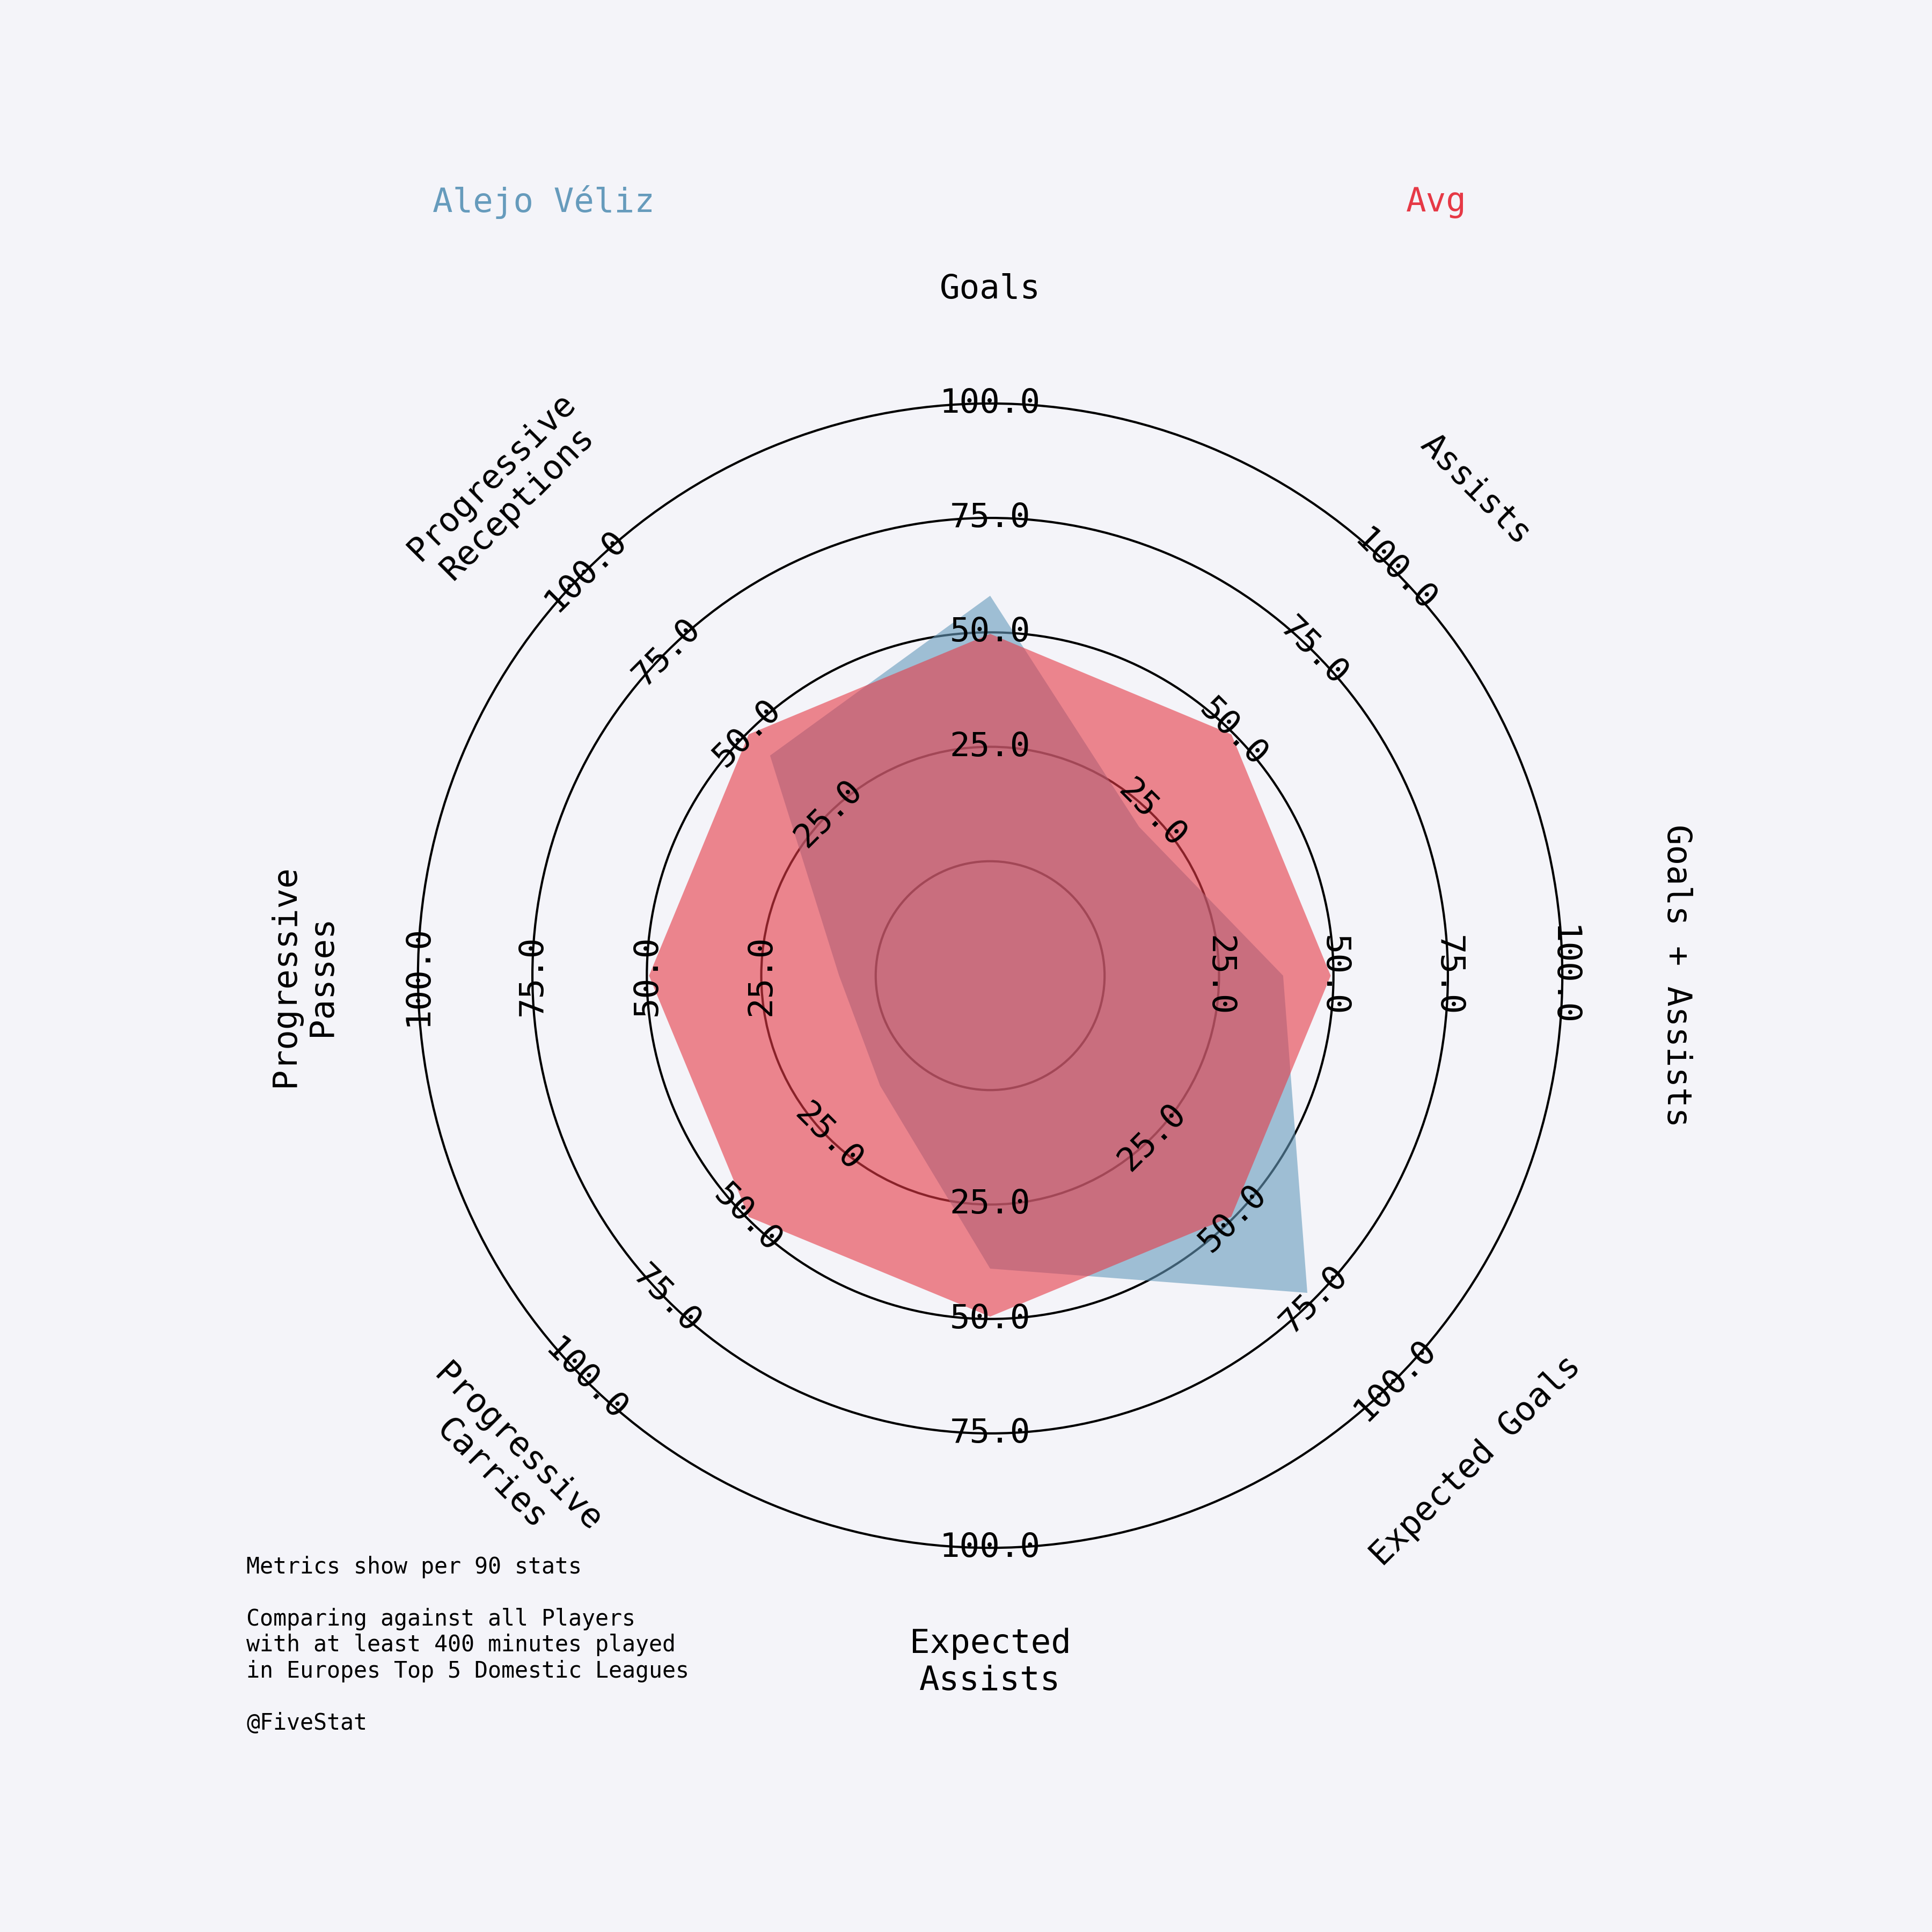 Alejo Véliz
Avg
Goals
Assists
Goals + Assists
Expected Goals
Expected
Assists
Progressive
Carries
Progressive
Passes
Progressive
Receptions
25.0
50.0
75.0
100.0
25.0
50.0
75.0
100.0
25.0
50.0
75.0
100.0
25.0
50.0
75.0
100.0
25.0
50.0
75.0
100.0
25.0
50.0
75.0
100.0
25.0
50.0
75.0
100.0
25.0
50.0
75.0
100.0
Metrics show per 90 stats
Comparing against all Players
with at least 400 minutes played
in Europes Top 5 Domestic Leagues
@FiveStat